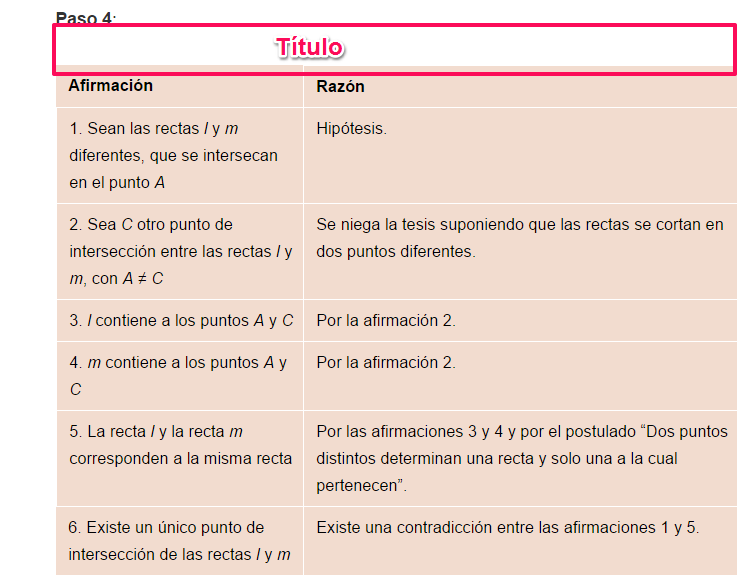 Paso 4:
Título
Afirmación
Razón
1. Sean las rectas l y m
diferentes, que se intersecan
en el punto A
Hipótesis.
2. Sea C otro punto de
intersección entre las rectas l y
m, con A ≠ C
Se niega la tesis suponiendo que las rectas se cortan en
dos puntos diferentes.
3. l contiene a los puntos A y C
Por la afirmación 2.
4. m contiene a los puntos A y
C
Por la afirmación 2.
5. La recta l y la recta m
corresponden a la misma recta
Por las afirmaciones 3 y 4 y por el postulado “Dos puntos
distintos determinan una recta y solo una a la cual
pertenecen”.
6. Existe un único punto de
intersección de las rectas l y m
Existe una contradicción entre las afirmaciones 1 y 5.